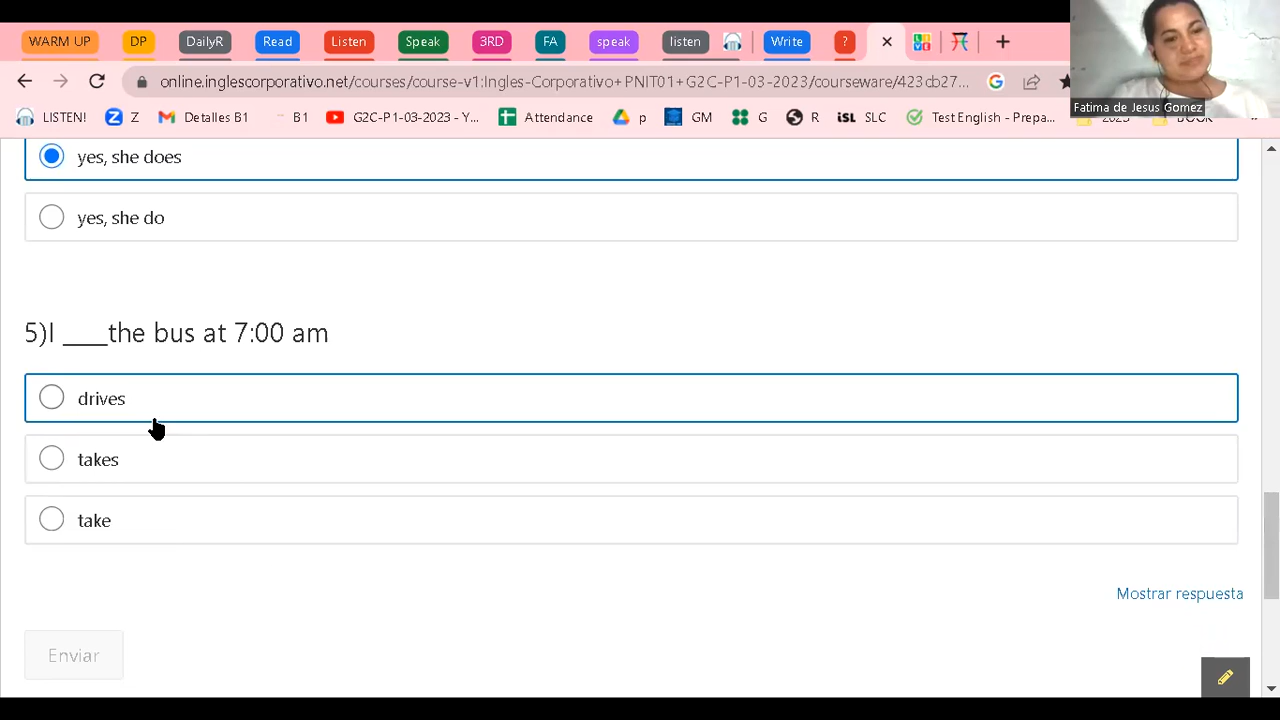 WARM UP DP DailyR Read Listen Speak 3RD FA speak listen Write ?
online.inglescorporativo.net/courses/course-v1:Ingles-Corporativo+PNIT01+G2C-P1-03-2023/courseware/423cb27...
Fatima de Jesus Gomez
LISTEN! Z Detalles B1 B1 G2C-P1-03-2023 - Y... Attendance p GM G R iSL SLC Test English - Prepa... 2023 BOOK
yes, she does
yes, she do
5)I ____the bus at 7:00 am
drives
takes
take
Mostrar respuesta
Enviar